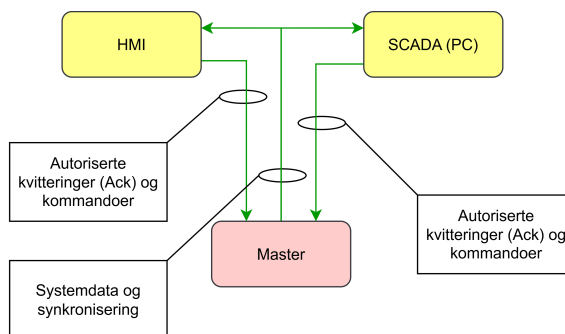 HMI
SCADA (PC)
Autoriserte
kvitteringer (Ack) og
kommandoer
Autoriserte
kvitteringer (Ack) og
kommandoer
Master
Systemdata og
synkronisering